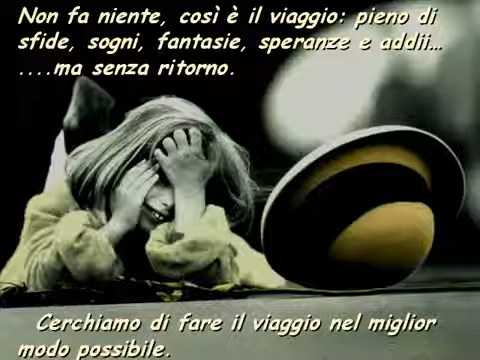 Non fa niente, così è il viaggio: pieno di
sfide, sogni, fantasie, speranze e addii...
....ma senza ritorno.
Cerchiamo di fare il viaggio nel miglior
modo possibile.